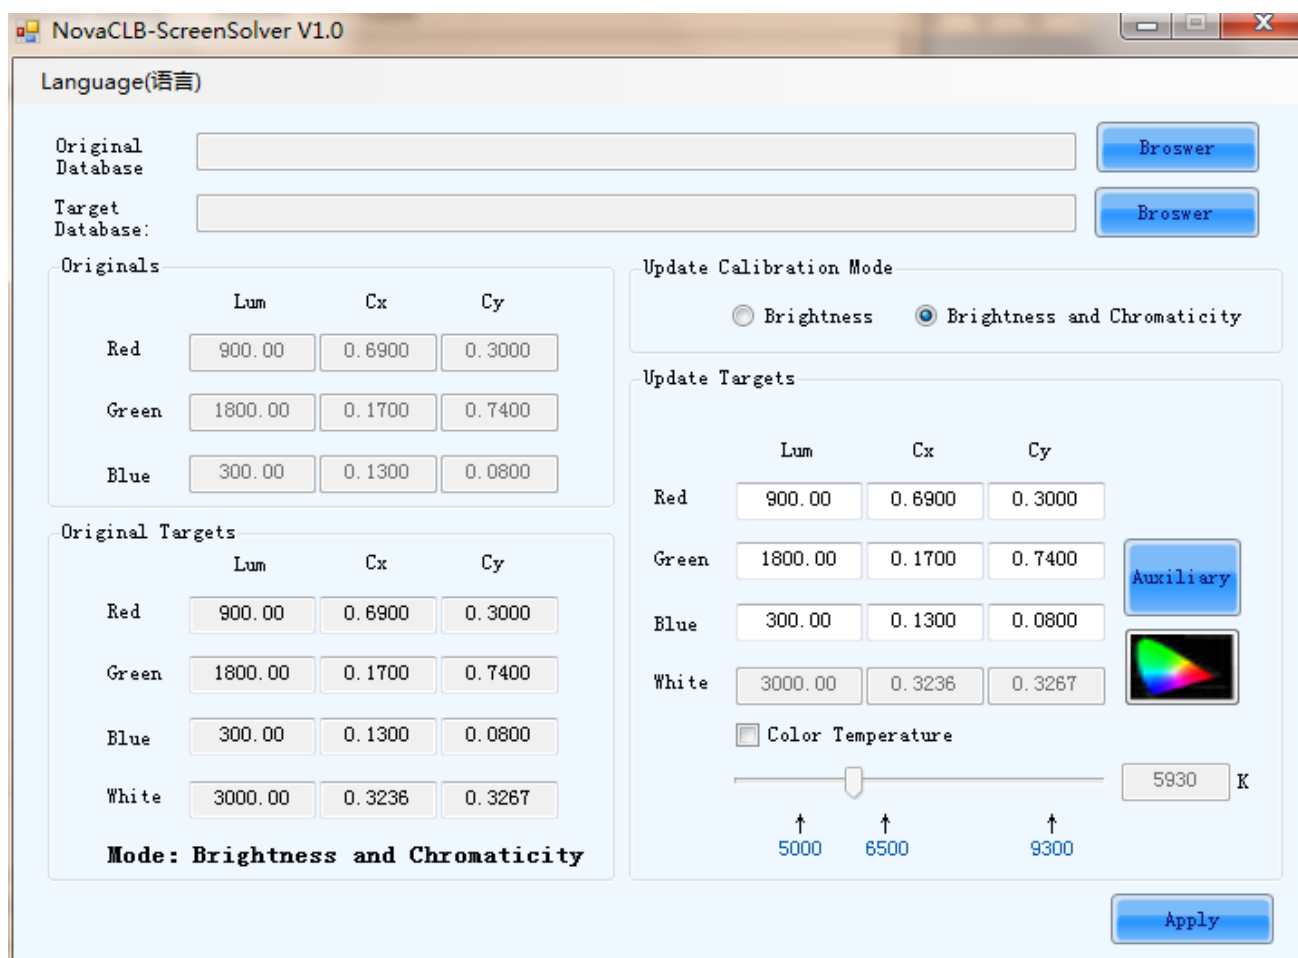 NovaCLB-ScreenSolver V1.0
Language(语言)
Original
Database
Broswer
Target
Database:
Broswer
Originals
Lum Cx Cy
Red 900.00 0.6900 0.3000
Green 1800.00 0.1700 0.7400
Blue 300.00 0.1300 0.0800
Original Targets
Lum Cx Cy
Red 900.00 0.6900 0.3000
Green 1800.00 0.1700 0.7400
Blue 300.00 0.1300 0.0800
White 3000.00 0.3236 0.3267
Mode: Brightness and Chromaticity
Update Calibration Mode
Brightness Brightness and Chromaticity
Update Targets
Lum Cx Cy
Red 900.00 0.6900 0.3000
Green 1800.00 0.1700 0.7400
Auxiliary
Blue 300.00 0.1300 0.0800
White 3000.00 0.3236 0.3267
Color Temperature
5930 K
5000 6500 9300
Apply